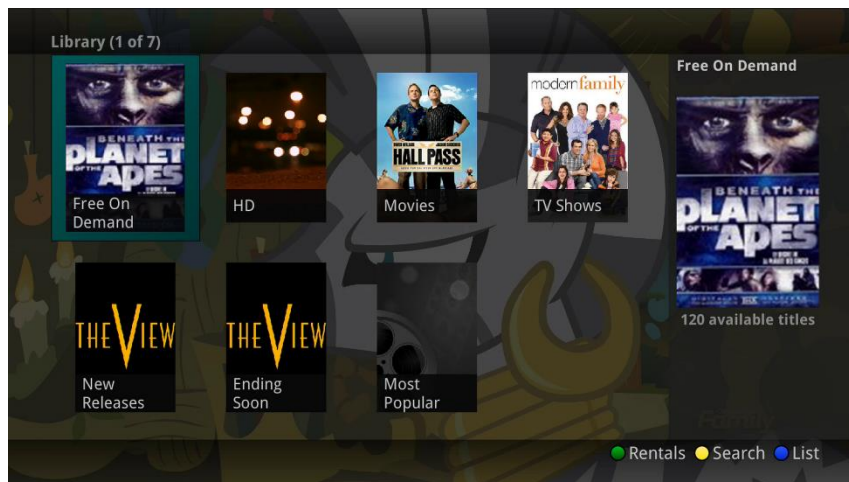 Library (1 of 7)
Free On Demand
BENEATH THE
PLANET
OF THE
APES
Free On
Demand
HD
HALL PASS
Movies
modern family
TV Shows
BENEATH THE
PLANET
OF THE
APES
120 available titles
THE VIEW
New
Releases
THE VIEW
Ending
Soon
Most
Popular
Family
Rentals
Search
List